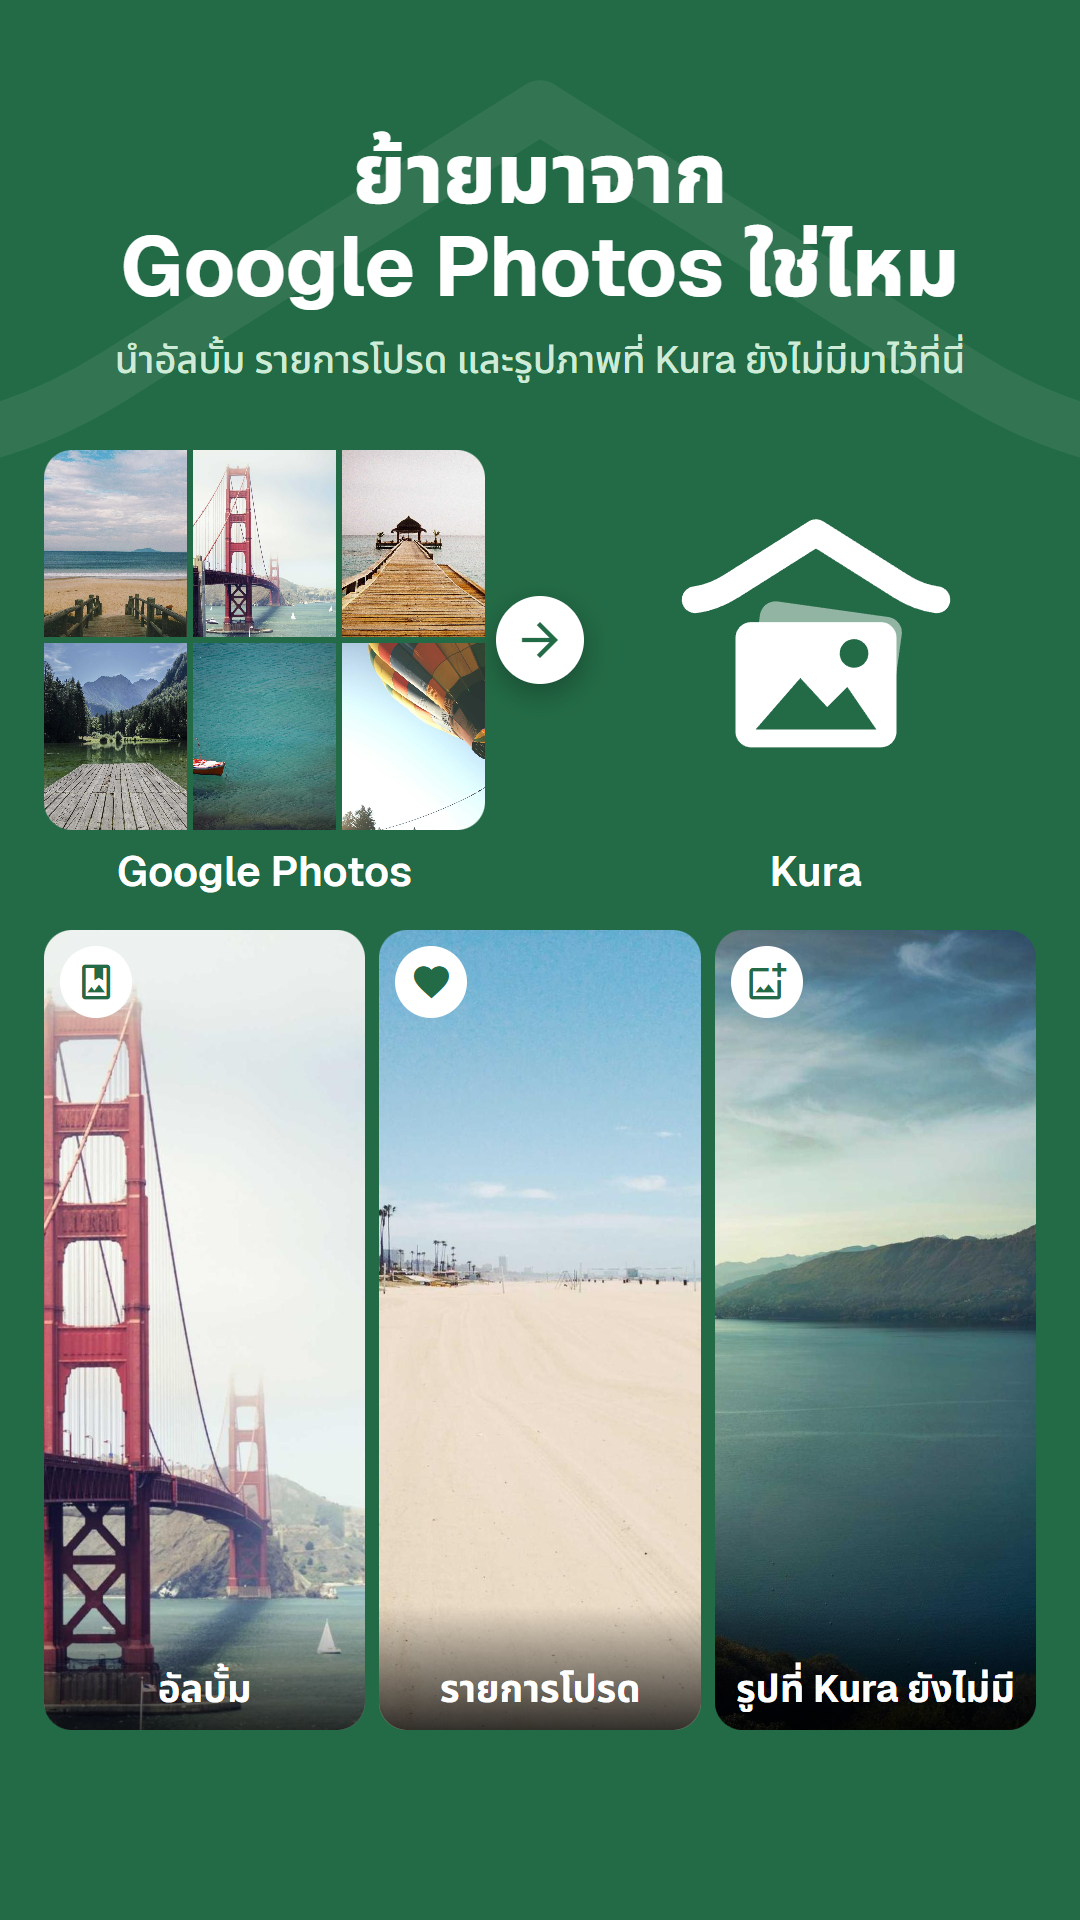 ย้ายมาจาก
Google Photos ใช่ไหม
นำอัลบั้ม รายการโปรด และรูปภาพที่ Kura ยังไม่มีมาไว้ที่นี่
Google Photos
Kura
อัลบั้ม
รายการโปรด
รูปที่ Kura ยังไม่มี